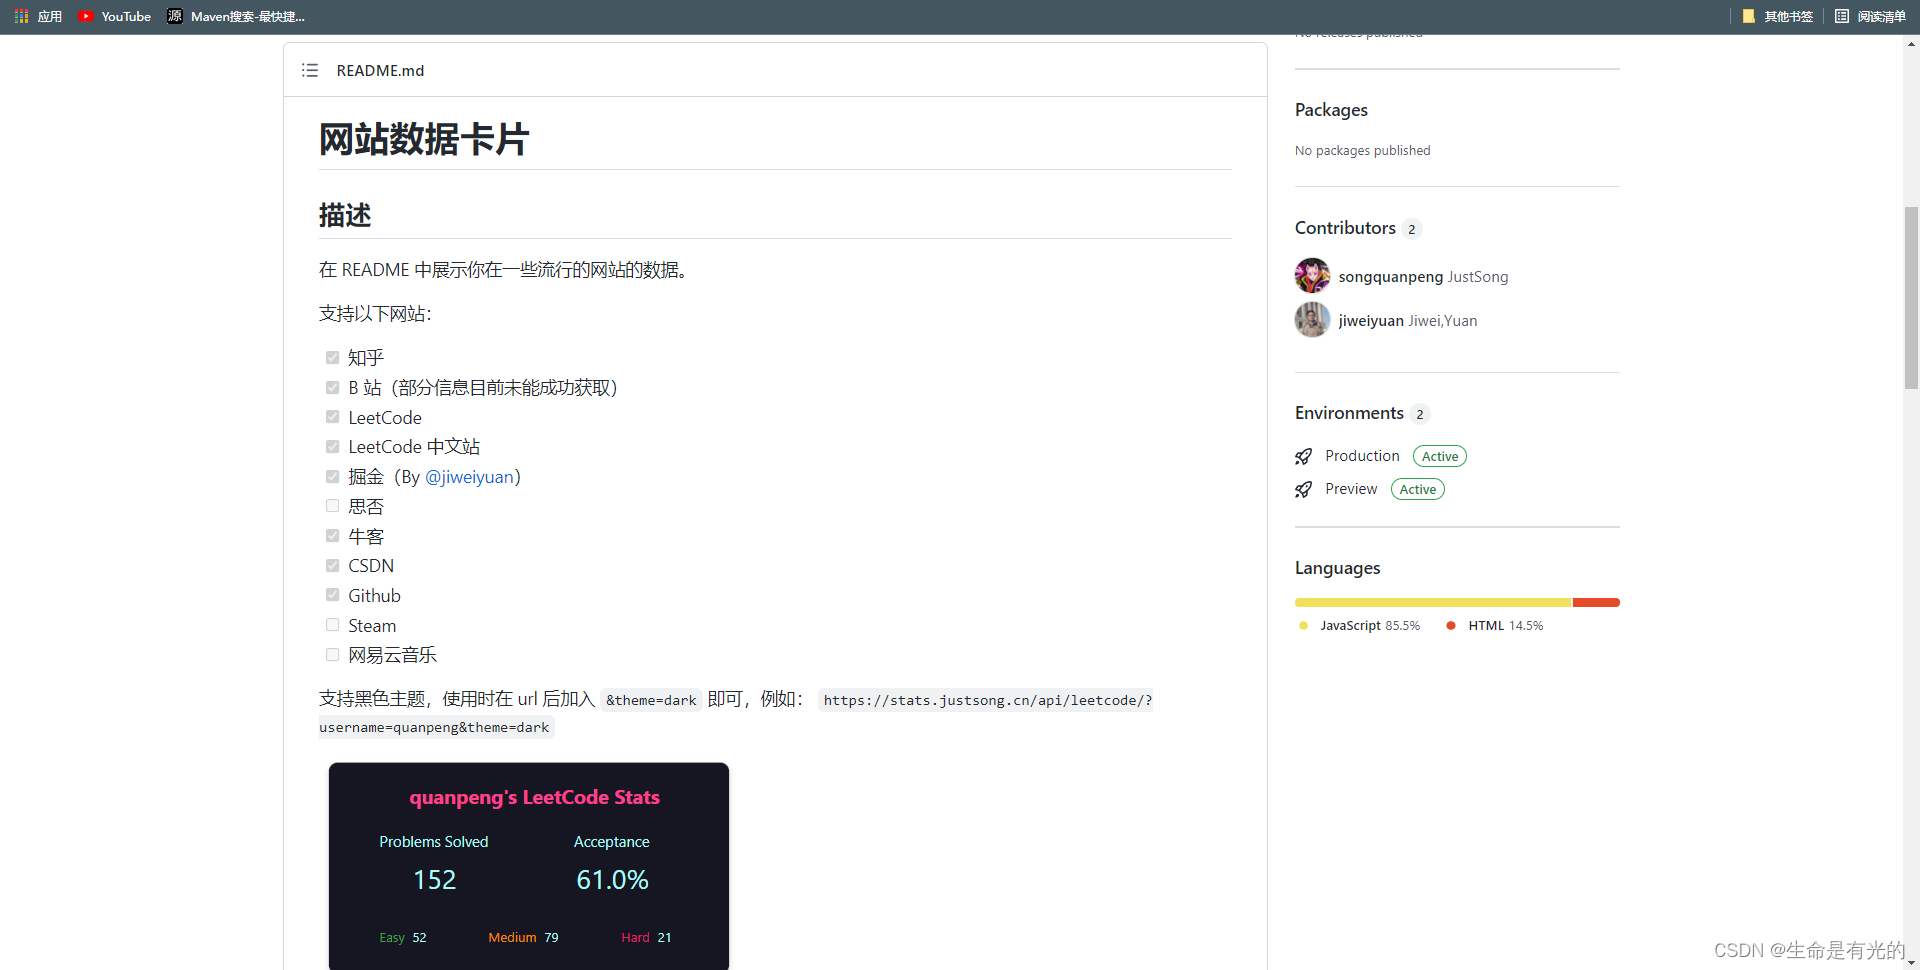 应用
YouTube
源
Maven搜索-最快捷...
其他书签
阅读清单
No releases published
README.md
网站数据卡片
描述
在 README 中展示你在一些流行的网站的数据。
支持以下网站：
知乎
B 站（部分信息目前未能成功获取）
LeetCode
LeetCode 中文站
掘金（By @jiweiyuan）
思否
牛客
CSDN
Github
Steam
网易云音乐
支持黑色主题，使用时在 url 后加入 &theme=dark 即可，例如： https://stats.justsong.cn/api/leetcode/?
username=quanpeng&theme=dark
quanpeng's LeetCode Stats
Problems Solved
Acceptance
152
61.0%
Easy 52
Medium 79
Hard 21
Packages
No packages published
Contributors 2
songquanpeng JustSong
jiweiyuan Jiwei,Yuan
Environments 2
Production Active
Preview Active
Languages
JavaScript 85.5%
HTML 14.5%
CSDN @生命是有光的